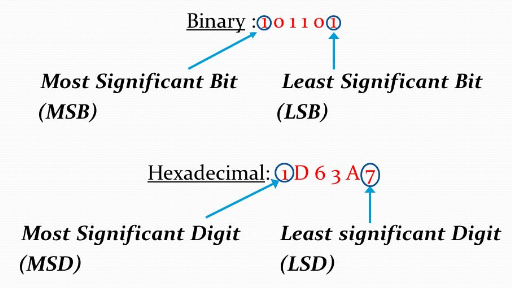 Binary : 1 0 1 1 0 1
Most Significant Bit
(MSB)
Least Significant Bit
(LSB)
Hexadecimal: 1 D 6 3 A 7
Most Significant Digit
(MSD)
Least significant Digit
(LSD)